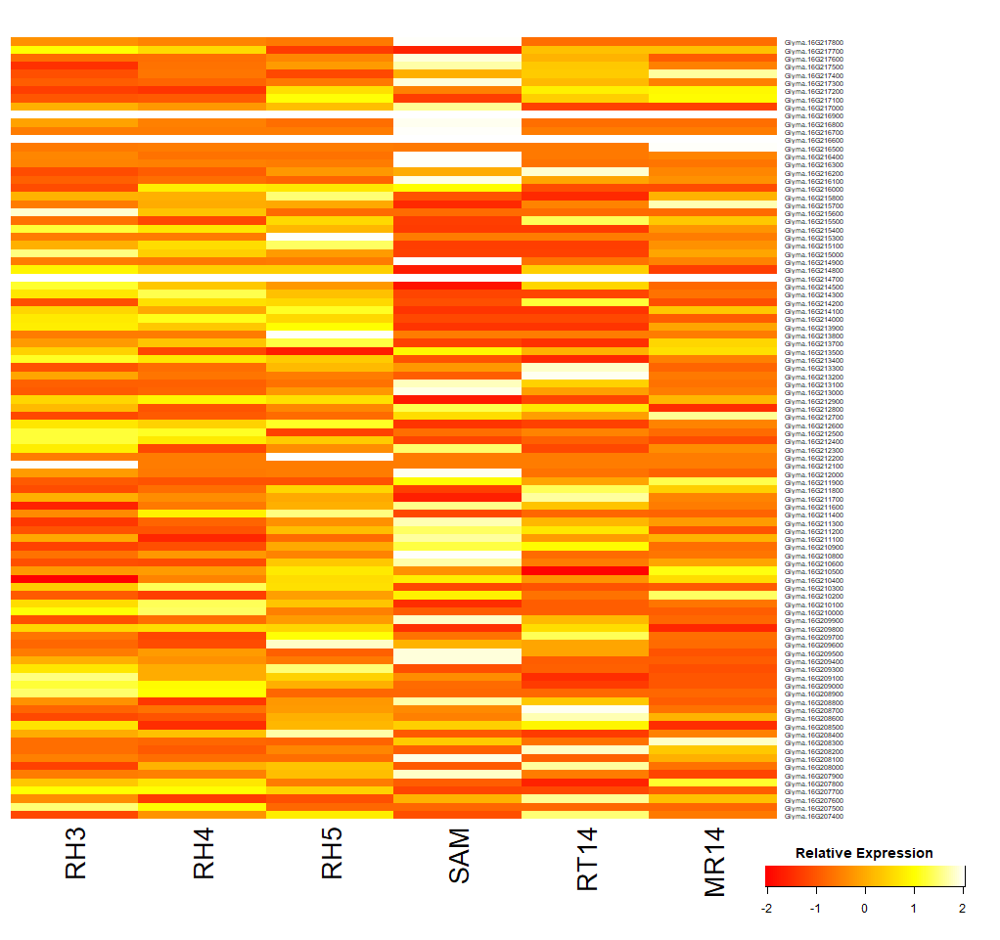 Glyma.16G217800
Glyma.16G217700
Glyma.16G217600
Glyma.16G217500
Glyma.16G217400
Glyma.16G217300
Glyma.16G217200
Glyma.16G217100
Glyma.16G217000
Glyma.16G216900
Glyma.16G216800
Glyma.16G216700
Glyma.16G216600
Glyma.16G216500
Glyma.16G216400
Glyma.16G216300
Glyma.16G216200
Glyma.16G216100
Glyma.16G216000
Glyma.16G215800
Glyma.16G215700
Glyma.16G215600
Glyma.16G215500
Glyma.16G215400
Glyma.16G215300
Glyma.16G215100
Glyma.16G215000
Glyma.16G214900
Glyma.16G214800
Glyma.16G214700
Glyma.16G214500
Glyma.16G214300
Glyma.16G214200
Glyma.16G214100
Glyma.16G214000
Glyma.16G213900
Glyma.16G213800
Glyma.16G213700
Glyma.16G213500
Glyma.16G213400
Glyma.16G213300
Glyma.16G213200
Glyma.16G213100
Glyma.16G213000
Glyma.16G212900
Glyma.16G212800
Glyma.16G212700
Glyma.16G212600
Glyma.16G212500
Glyma.16G212400
Glyma.16G212300
Glyma.16G212200
Glyma.16G212100
Glyma.16G212000
Glyma.16G211900
Glyma.16G211800
Glyma.16G211700
Glyma.16G211600
Glyma.16G211400
Glyma.16G211300
Glyma.16G211200
Glyma.16G211100
Glyma.16G210900
Glyma.16G210800
Glyma.16G210600
Glyma.16G210500
Glyma.16G210400
Glyma.16G210300
Glyma.16G210200
Glyma.16G210100
Glyma.16G210000
Glyma.16G209900
Glyma.16G209800
Glyma.16G209700
Glyma.16G209600
Glyma.16G209500
Glyma.16G209400
Glyma.16G209300
Glyma.16G209100
Glyma.16G209000
Glyma.16G208900
Glyma.16G208800
Glyma.16G208700
Glyma.16G208600
Glyma.16G208500
Glyma.16G208400
Glyma.16G208300
Glyma.16G208200
Glyma.16G208100
Glyma.16G208000
Glyma.16G207900
Glyma.16G207800
Glyma.16G207700
Glyma.16G207600
Glyma.16G207500
Glyma.16G207400
RH3
RH4
RH5
SAM
RT14
MR14
Relative Expression
-2 -1 0 1 2